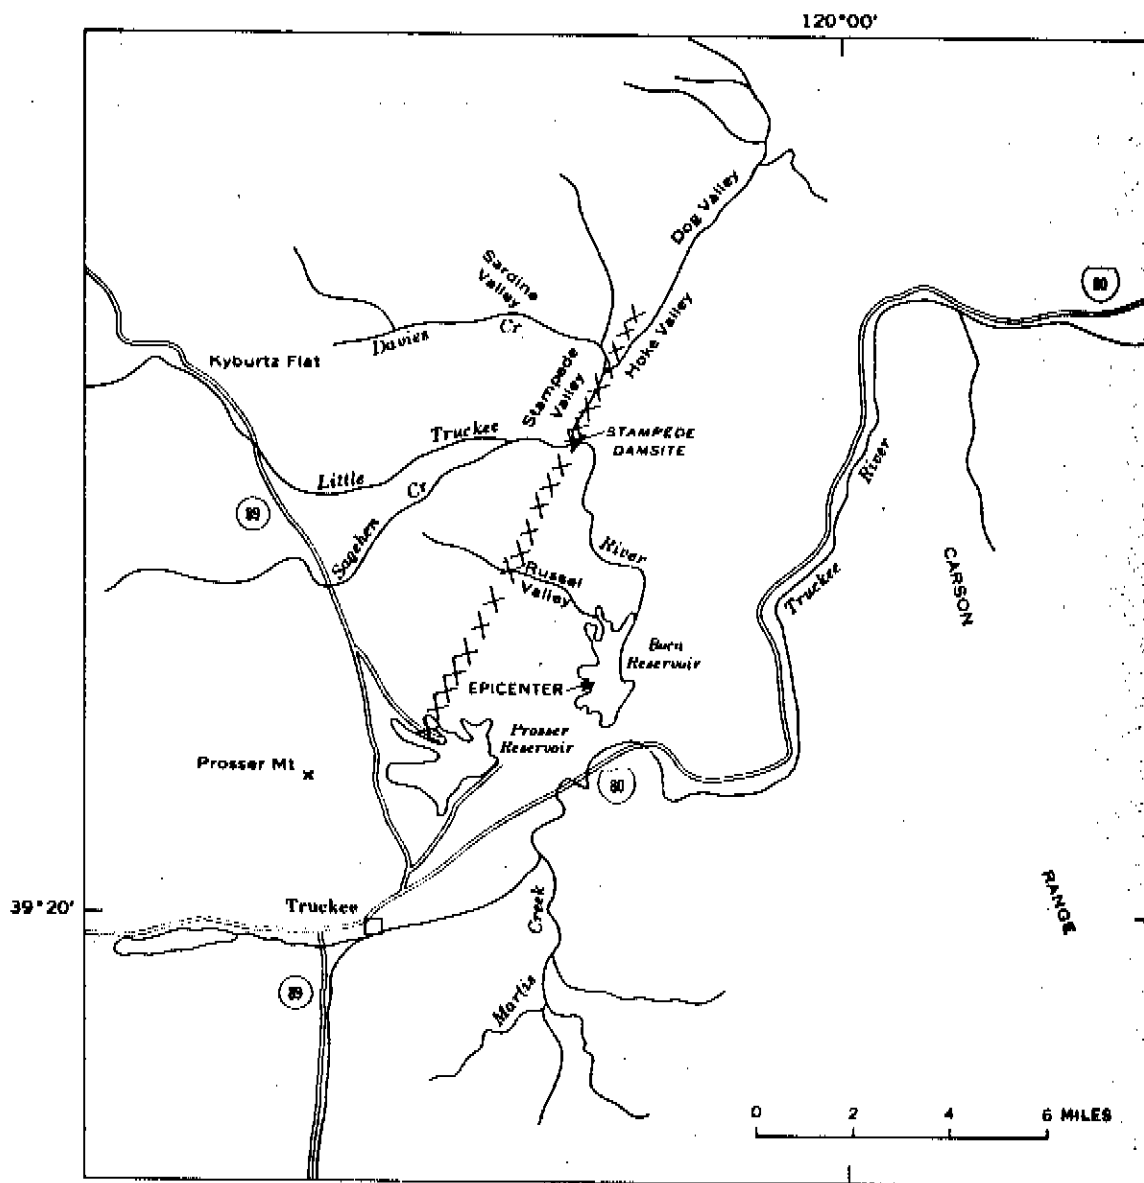 120°00'
Dog Valley
Sardine
Valley
80
Davies
Cr
Hoke Valley
Kyburtz Flat
Stampede
Valley
Truckee
STAMPEDE
DAMSITE
Little
Cr
River
89
Sagehen
River
Russel
Valley
Truckee
CARSON
Boca
Reservoir
EPICENTER
Prosser
Reservoir
Prosser Mt
80
39°20'
Truckee
Creek
RANGE
89
Martis
0 2 4 6 MILES